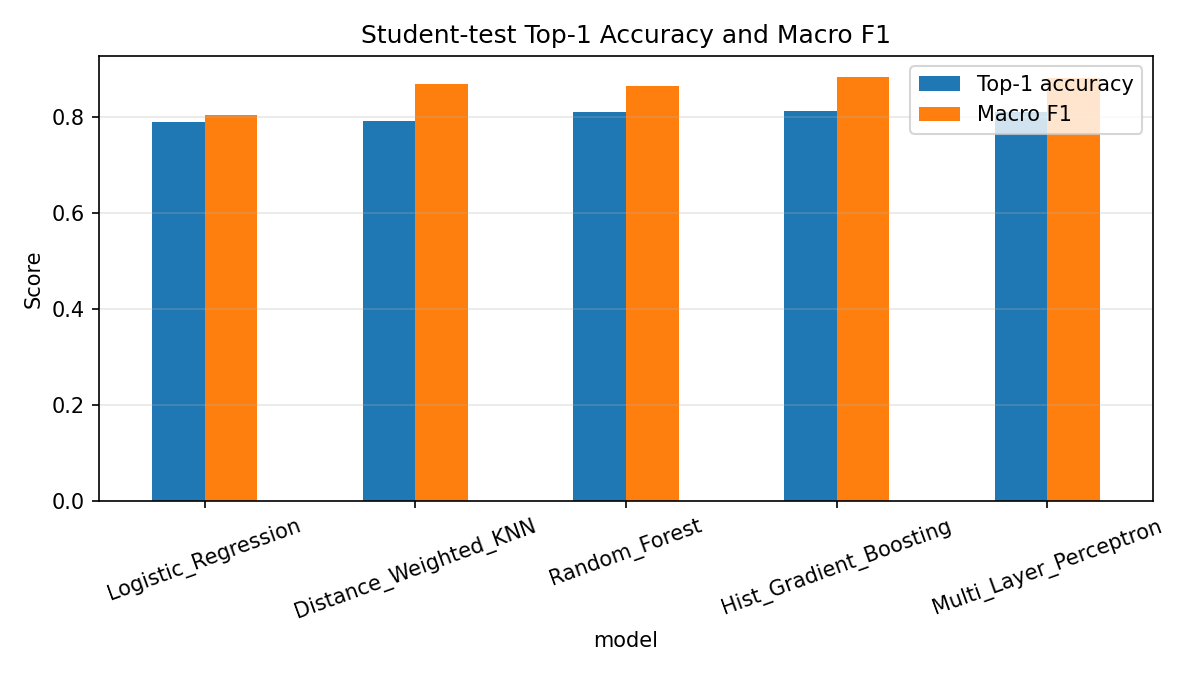 Student-test Top-1 Accuracy and Macro F1
Top-1 accuracy
Macro F1
Score
0.8
0.6
0.4
0.2
0.0
Logistic_Regression
Distance_Weighted_KNN
Random_Forest
Hist_Gradient_Boosting
Multi_Layer_Perceptron
model